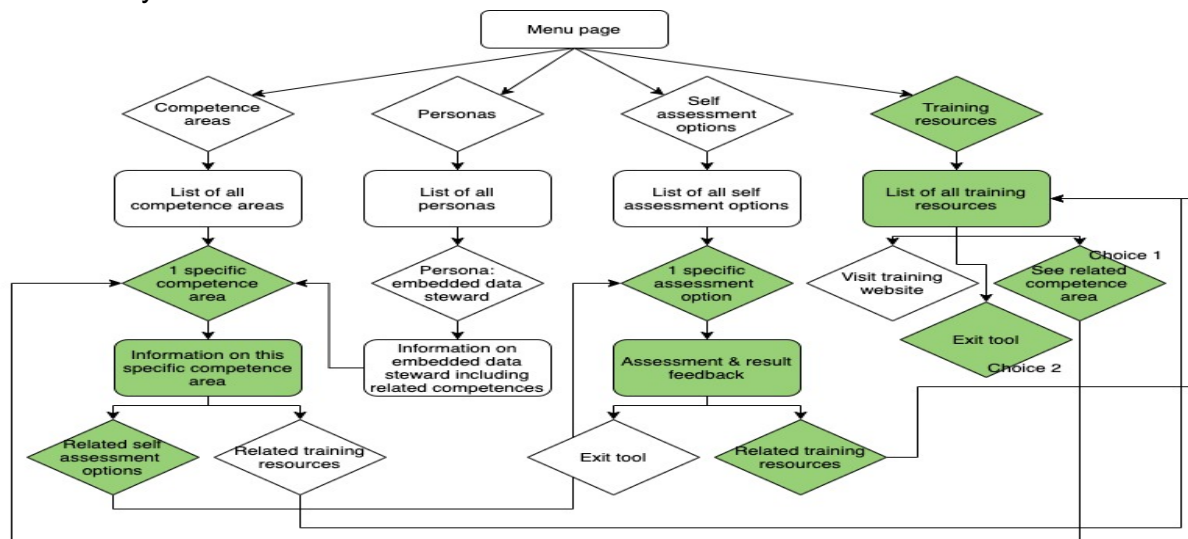 Menu page
Competence
areas
Personas
Self
assessment
options
Training
resources
List of all
competence areas
List of all
personas
List of all self
assessment options
List of all training
resources
1 specific
competence
area
Persona:
embedded data
steward
1 specific
assessment
option
Visit training
website
Choice 1
See related
competence
area
Exit tool
Choice 2
Information on this
specific competence
area
Information on
embedded data
steward including
related competences
Assessment & result
feedback
Related self
assessment
options
Related training
resources
Exit tool
Related training
resources